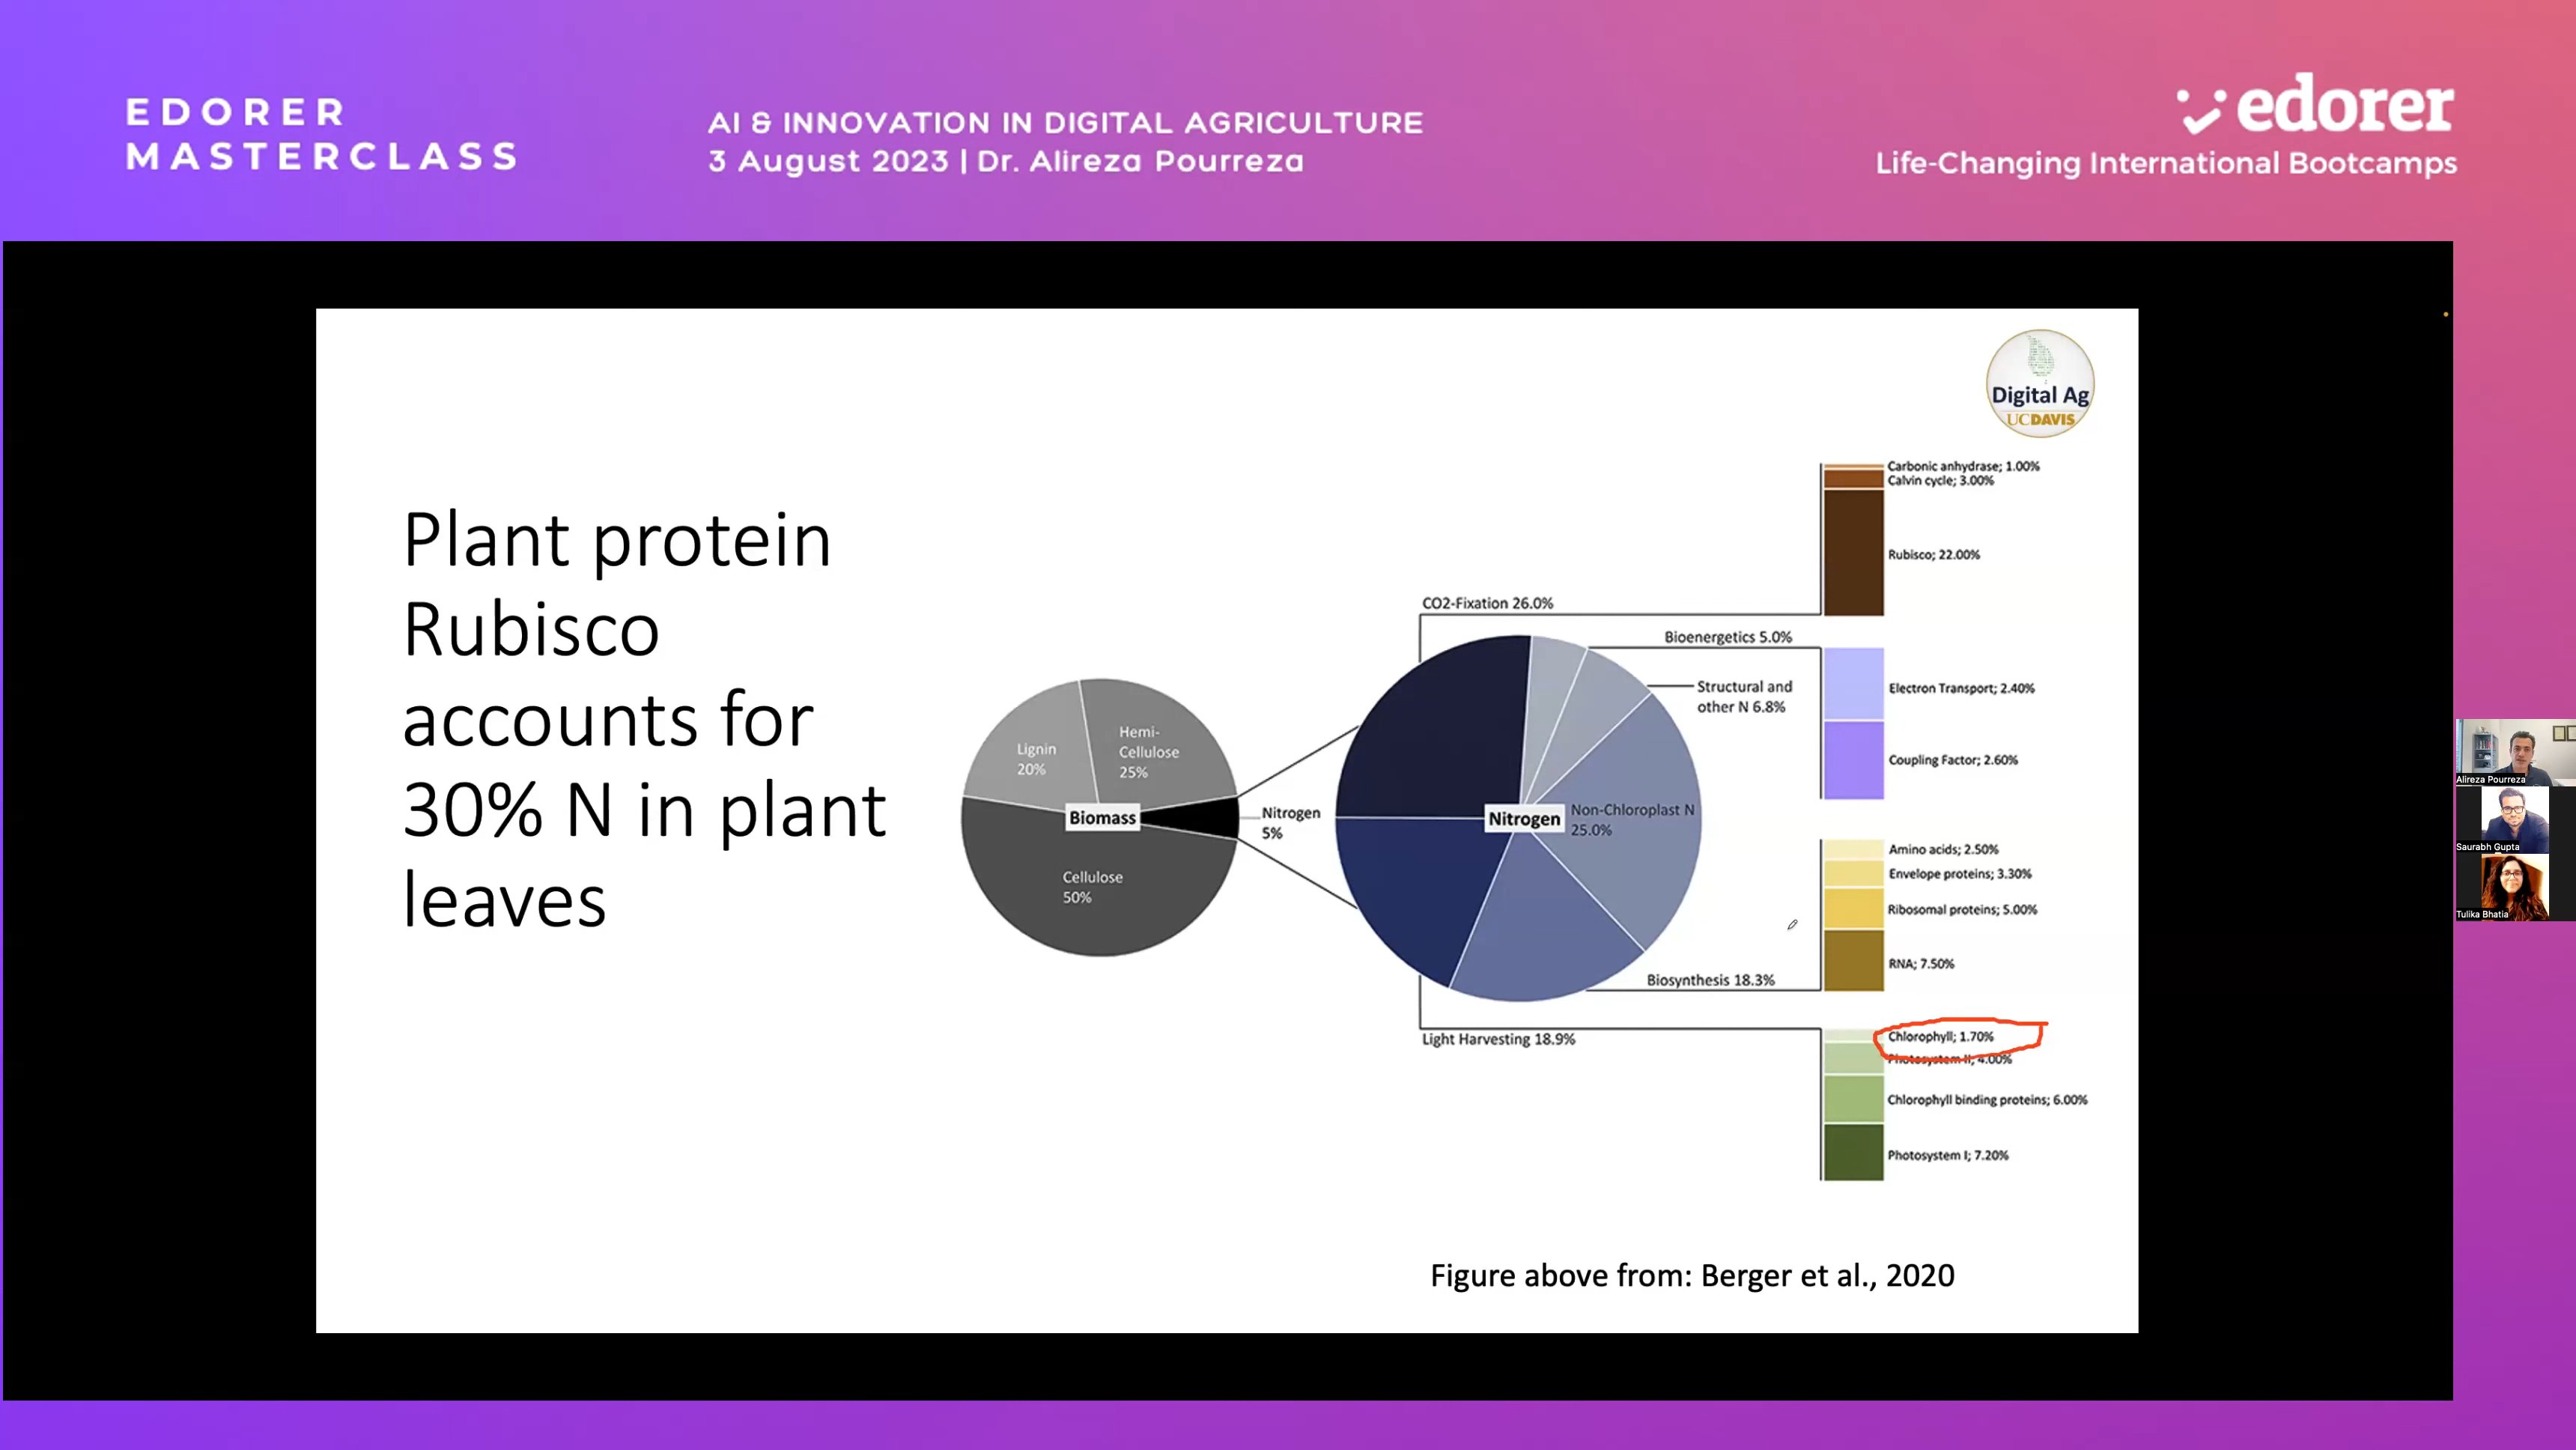 EDORER
MASTERCLASS
AI & INNOVATION IN DIGITAL AGRICULTURE
3 August 2023 | Dr. Alireza Pourreza
edorer
Life-Changing International Bootcamps
Digital Ag
UCDAVIS
Plant protein
Rubisco
accounts for
30% N in plant
leaves
Lignin
20%
Hemi-
Cellulose
25%
Biomass
Cellulose
50%
Nitrogen
5%
CO2-Fixation 26.0%
Bioenergetics 5.0%
Structural and
other N 6.8%
Nitrogen
Non-Chloroplast N
25.0%
Biosynthesis 18.3%
Light Harvesting 18.9%
Carbonic anhydrase; 1.00%
Calvin cycle; 3.00%
Rubisco; 22.00%
Electron Transport; 2.40%
Coupling Factor; 2.60%
Amino acids; 2.50%
Envelope proteins; 3.30%
Ribosomal proteins; 5.00%
RNA; 7.50%
Chlorophyll; 1.70%
Photosystem II; 4.00%
Chlorophyll binding proteins; 6.00%
Photosystem I; 7.20%
Figure above from: Berger et al., 2020
Alireza Pourreza
Saurabh Gupta
Tulika Bhatia